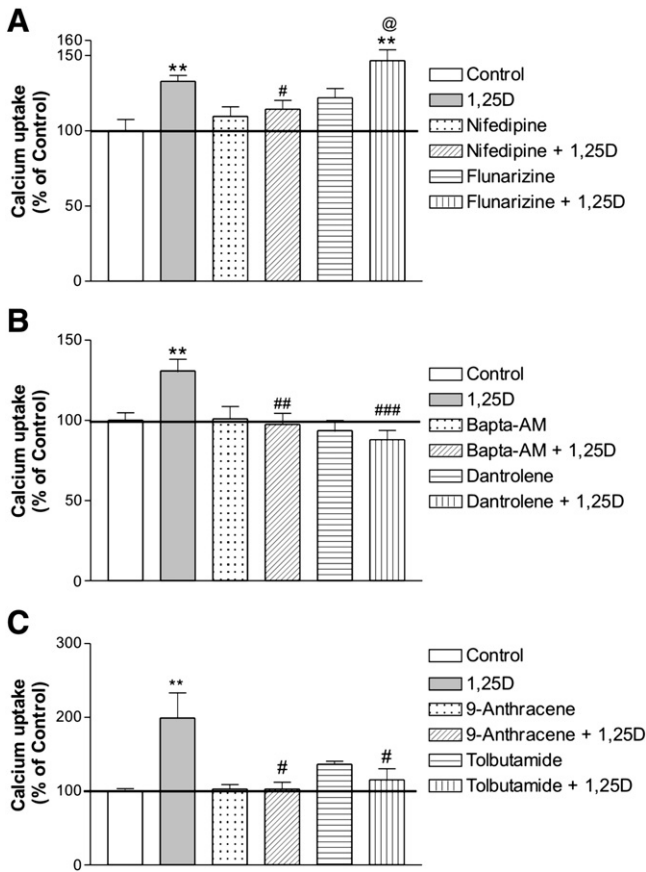 A
Calcium uptake
(% of Control)
160
150
100
50
0
**
#
@
**
Control
1,25D
Nifedipine
Nifedipine + 1,25D
Flunarizine
Flunarizine + 1,25D
B
Calcium uptake
(% of Control)
150
100
50
0
**
##
###
Control
1,25D
Bapta-AM
Bapta-AM + 1,25D
Dantrolene
Dantrolene + 1,25D
C
Calcium uptake
(% of Control)
300
200
100
0
**
#
#
Control
1,25D
9-Anthracene
9-Anthracene + 1,25D
Tolbutamide
Tolbutamide + 1,25D